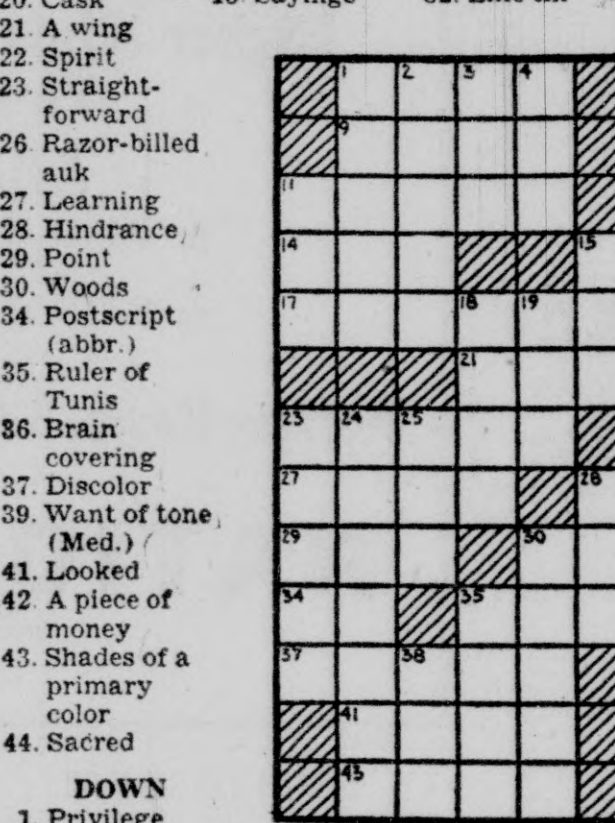 20. Cask
21. A wing
22. Spirit
23. Straight-
forward
26. Razor-billed
auk
27. Learning
28. Hindrance
29. Point
30. Woods
34. Postscript
(abbr.)
35. Ruler of
Tunis
36. Brain
covering
37. Discolor
39. Want of tone
(Med.)
41. Looked
42. A piece of
money
43. Shades of a
primary
color
44. Sacred
DOWN
1. Privilege
1 2 3 4
9
11
14 15
17 18 19
21
23 24 25
27 28
29 30
34 35
37 38
41
43